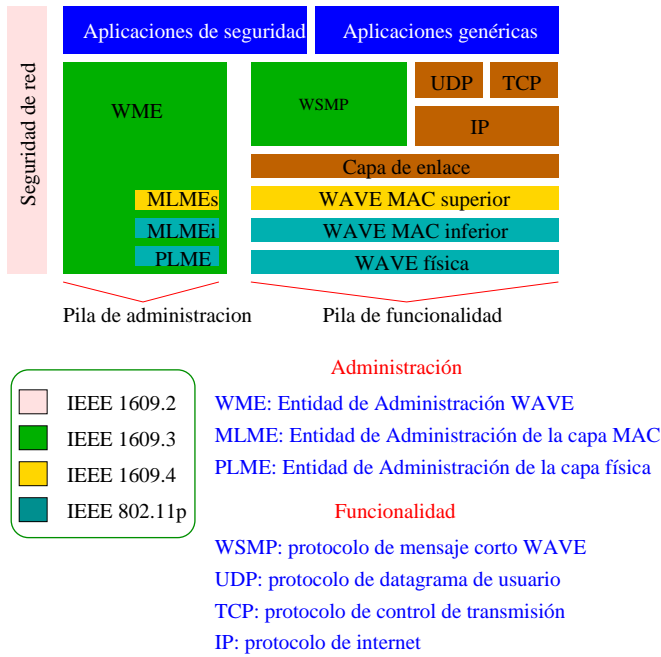 Aplicaciones de seguridad
Aplicaciones genéricas
Seguridad de red
WME
WSMP
UDP
TCP
IP
Capa de enlace
MLMEs
WAVE MAC superior
MLMEi
WAVE MAC inferior
PLME
WAVE física
Pila de administracion
Pila de funcionalidad
IEEE 1609.2
IEEE 1609.3
IEEE 1609.4
IEEE 802.11p
Administración
WME: Entidad de Administración WAVE
MLME: Entidad de Administración de la capa MAC
PLME: Entidad de Administración de la capa física
Funcionalidad
WSMP: protocolo de mensaje corto WAVE
UDP: protocolo de datagrama de usuario
TCP: protocolo de control de transmisión
IP: protocolo de internet